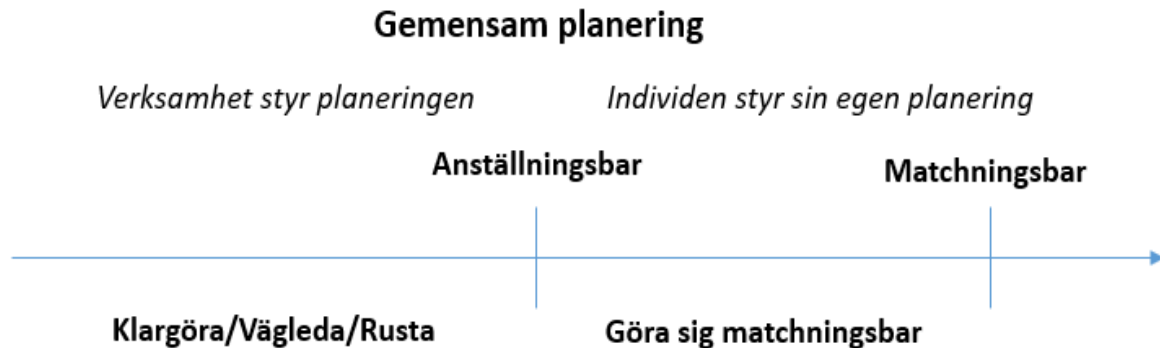 Gemensam planering
Verksamhet styr planeringen
Individen styr sin egen planering
Anställningsbar
Matchningsbar
Klargöra/Vägleda/Rusta
Göra sig matchningsbar